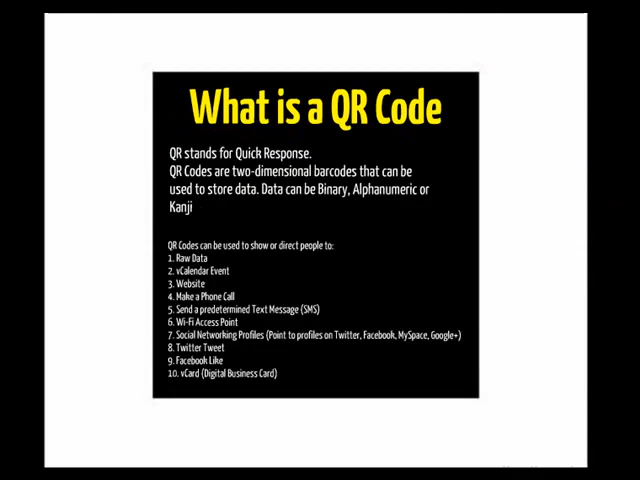 What is a QR Code
QR stands for Quick Response.
QR Codes are two-dimensional barcodes that can be
used to store data. Data can be Binary, Alphanumeric or
Kanji
QR Codes can be used to show or direct people to:
1. Raw Data
2. vCalendar Event
3. Website
4. Make a Phone Call
5. Send a predetermined Text Message (SMS)
6. Wi-Fi Access Point
7. Social Networking Profiles (Point to profiles on Twitter, Facebook, MySpace, Google+)
8. Twitter Tweet
9. Facebook Like
10. vCard (Digital Business Card)